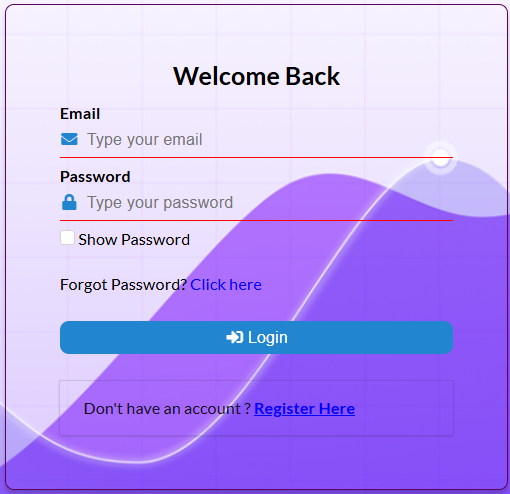 Welcome Back
Email
Type your email
Password
Type your password
Show Password
Forgot Password? Click here
Login
Don't have an account ? Register Here